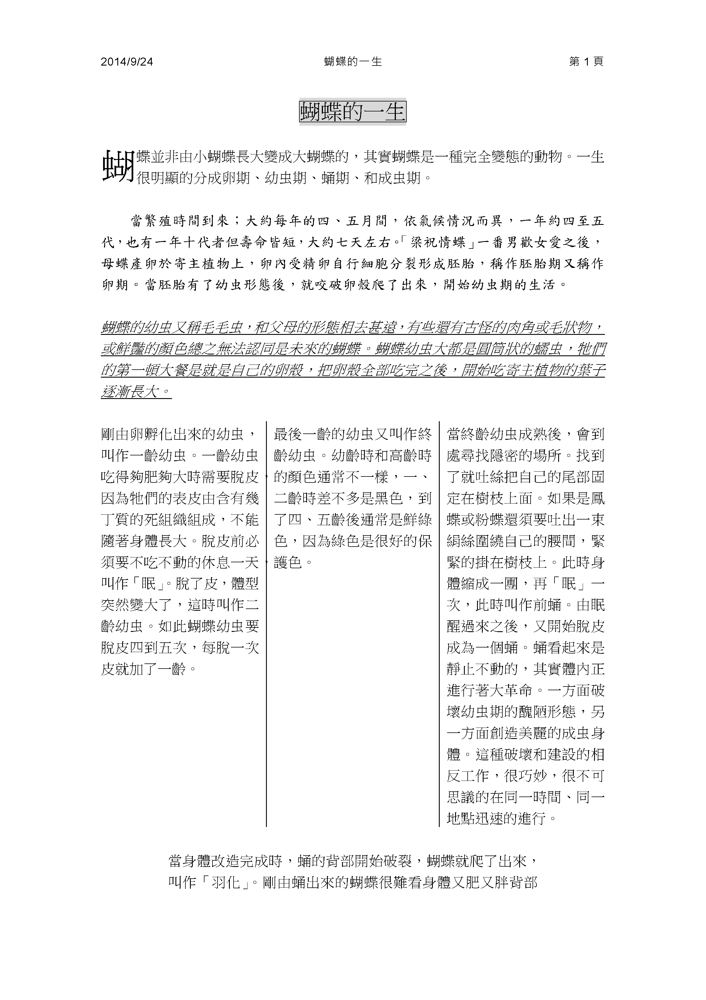 2014/9/24 蝴蝶的一生 第 1 頁
蝴蝶的一生
蝴蝶並非由小蝴蝶長大變成大蝴蝶的，其實蝴蝶是一種完全變態的動物。一生
很明顯的分成卵期、幼虫期、蛹期、和成虫期。
當繁殖時間到來；大約每年的四、五月間，依氣候情況而異，一年約四至五
代，也有一年十代者但壽命皆短，大約七天左右。「梁祝情蝶」一番男歡女愛之後，
母蝶產卵於寄主植物上，卵內受精卵自行細胞分裂形成胚胎，稱作胚胎期又稱作
卵期。當胚胎有了幼虫形態後，就咬破卵殼爬了出來，開始幼虫期的生活。
蝴蝶的幼虫又稱毛毛虫，和父母的形態相去甚遠，有些還有古怪的肉角或毛狀物，
或鮮豔的顏色總之無法認同是未來的蝴蝶。蝴蝶幼虫大都是圓筒狀的蠕虫，牠們
的第一頓大餐是就是自己的卵殼，把卵殼全部吃完之後，開始吃寄主植物的葉子
逐漸長大。
剛由卵孵化出來的幼虫，
叫作一齡幼虫。一齡幼虫
吃得夠肥夠大時需要脫皮，
因為牠們的表皮由含有幾
丁質的死組織組成，不能
隨著身體長大。脫皮前必
須要不吃不動的休息一天，
叫作「眠」。脫了皮，體型
突然變大了，這時叫作二
齡幼虫。如此蝴蝶幼虫要
脫皮四到五次，每脫一次
皮就加了一齡。
最後一齡的幼虫又叫作終
齡幼虫。幼齡時和高齡時
的顏色通常不一樣，一、
二齡時差不多是黑色，到
了四、五齡後通常是鮮綠
色，因為綠色是很好的保
護色。
當終齡幼虫成熟後，會到
處尋找隱密的場所。找到
了就吐絲把自己的尾部固
定在樹枝上面。如果是鳳
蝶或粉蝶還須要吐出一束
絹絲圍繞自己的腰間，緊
緊的掛在樹枝上。此時身
體縮成一團，再「眠」一
次，此時叫作前蛹。由眠
醒過來之後，又開始脫皮
成為一個蛹。蛹看起來是
靜止不動的，其實體內正
進行著大革命。一方面破
壞幼虫期的醜陋形態，另
一方面創造美麗的成虫身
體。這種破壞和建設的相
反工作，很巧妙，很不可
思議的在同一時間、同一
地點迅速的進行。
當身體改造完成時，蛹的背部開始破裂，蝴蝶就爬了出來，
叫作「羽化」。剛由蛹出來的蝴蝶很難看身體又肥又胖背部